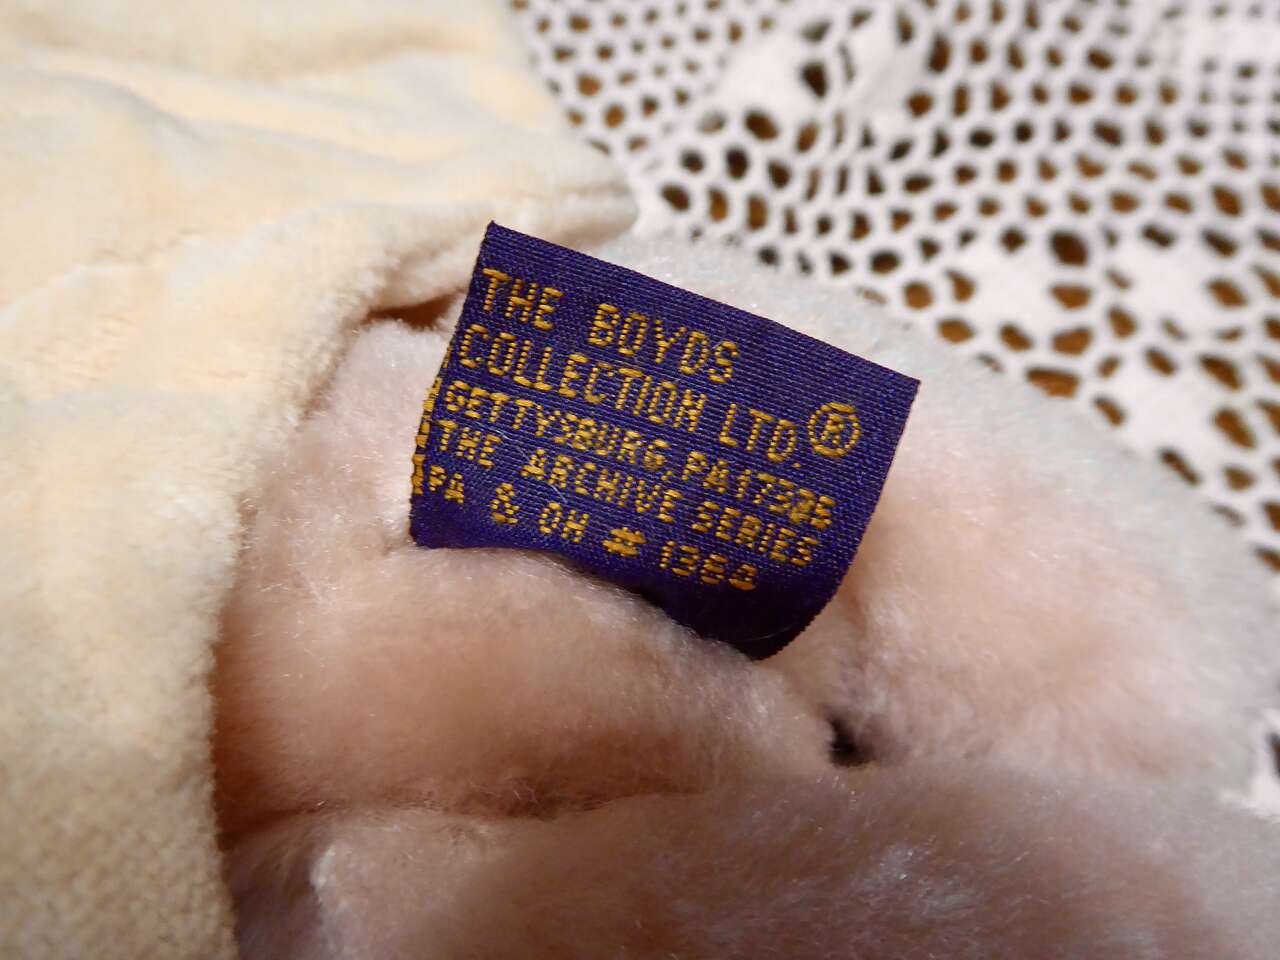 THE BOYDS
COLLECTION LTD.®
GETTYSBURG, PA 17325
THE ARCHIVE SERIES
PA & OH # 1364